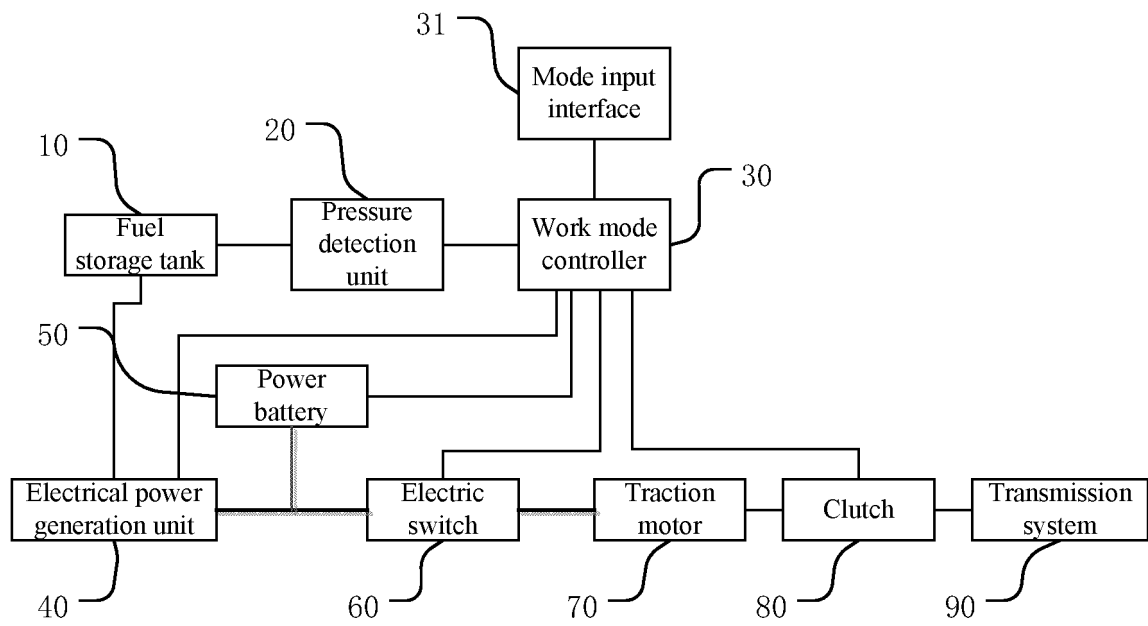 31
Mode input
interface
10
20
30
Fuel
storage tank
Pressure
detection
unit
Work mode
controller
50
Power
battery
Electrical power
generation unit
Electric
switch
Traction
motor
Clutch
Transmission
system
40
60
70
80
90